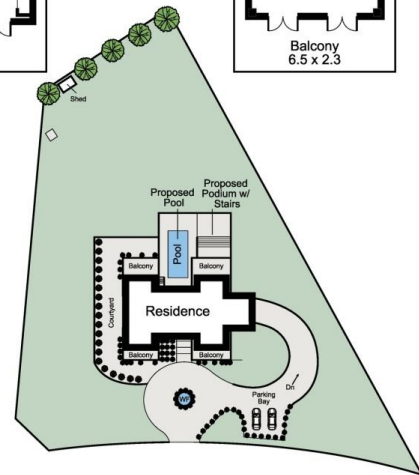 Balcony
6.5 x 2.3
Shed
Proposed
Pool
Proposed
Podium w/
Stairs
Pool
Balcony
Balcony
Courtyard
Residence
Balcony
Balcony
WF
Dn
Parking
Bay